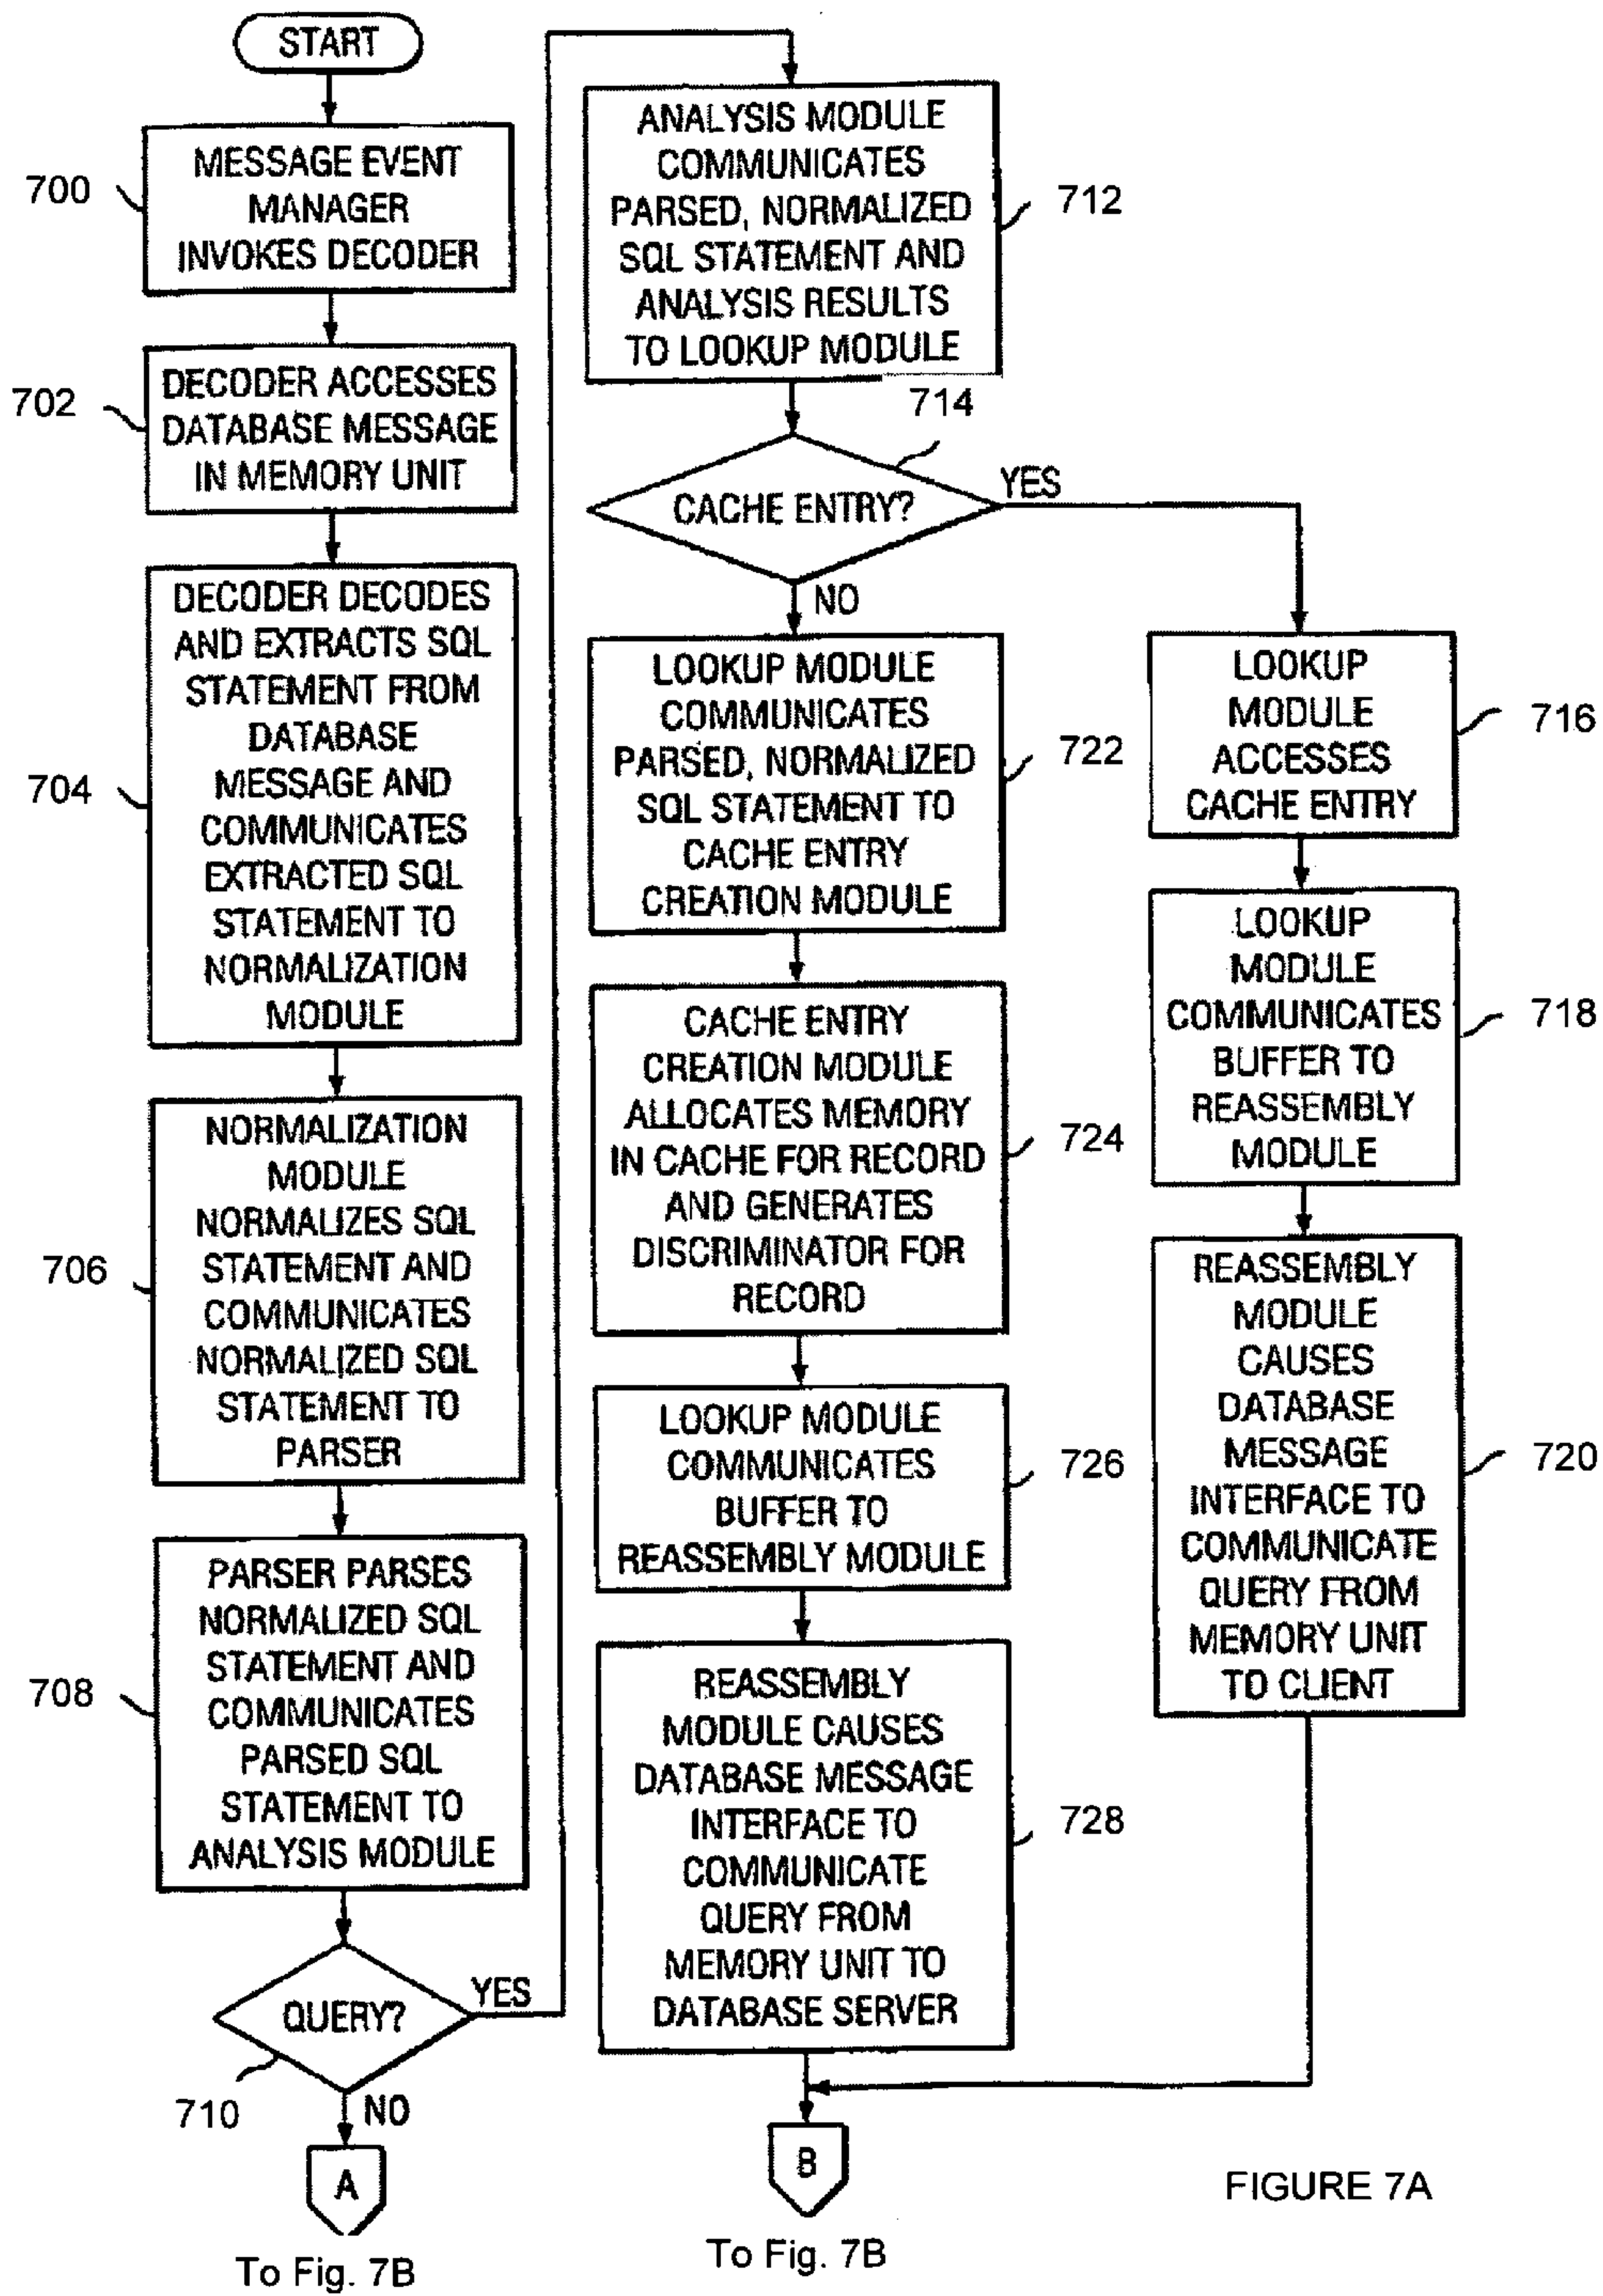 START
700
MESSAGE EVENT
MANAGER
INVOKES DECODER
702
DECODER ACCESSES
DATABASE MESSAGE
IN MEMORY UNIT
704
DECODER DECODES
AND EXTRACTS SQL
STATEMENT FROM
DATABASE
MESSAGE AND
COMMUNICATES
EXTRACTED SQL
STATEMENT TO
NORMALIZATION
MODULE
706
NORMALIZATION
MODULE
NORMALIZES SQL
STATEMENT AND
COMMUNICATES
NORMALIZED SQL
STATEMENT TO
PARSER
708
PARSER PARSES
NORMALIZED SQL
STATEMENT AND
COMMUNICATES
PARSED SQL
STATEMENT TO
ANALYSIS MODULE
QUERY?
YES
710
NO
A
To Fig. 7B
ANALYSIS MODULE
COMMUNICATES
PARSED, NORMALIZED
SQL STATEMENT AND
ANALYSIS RESULTS
TO LOOKUP MODULE
712
714
CACHE ENTRY?
YES
NO
LOOKUP MODULE
COMMUNICATES
PARSED, NORMALIZED
SQL STATEMENT TO
CACHE ENTRY
CREATION MODULE
722
CACHE ENTRY
CREATION MODULE
ALLOCATES MEMORY
IN CACHE FOR RECORD
AND GENERATES
DISCRIMINATOR FOR
RECORD
724
LOOKUP MODULE
COMMUNICATES
BUFFER TO
REASSEMBLY MODULE
726
REASSEMBLY
MODULE CAUSES
DATABASE MESSAGE
INTERFACE TO
COMMUNICATE
QUERY FROM
MEMORY UNIT TO
DATABASE SERVER
728
B
To Fig. 7B
LOOKUP
MODULE
ACCESSES
CACHE ENTRY
716
LOOKUP
MODULE
COMMUNICATES
BUFFER TO
REASSEMBLY
MODULE
718
REASSEMBLY
MODULE
CAUSES
DATABASE
MESSAGE
INTERFACE TO
COMMUNICATE
QUERY FROM
MEMORY UNIT
TO CLIENT
720
FIGURE 7A